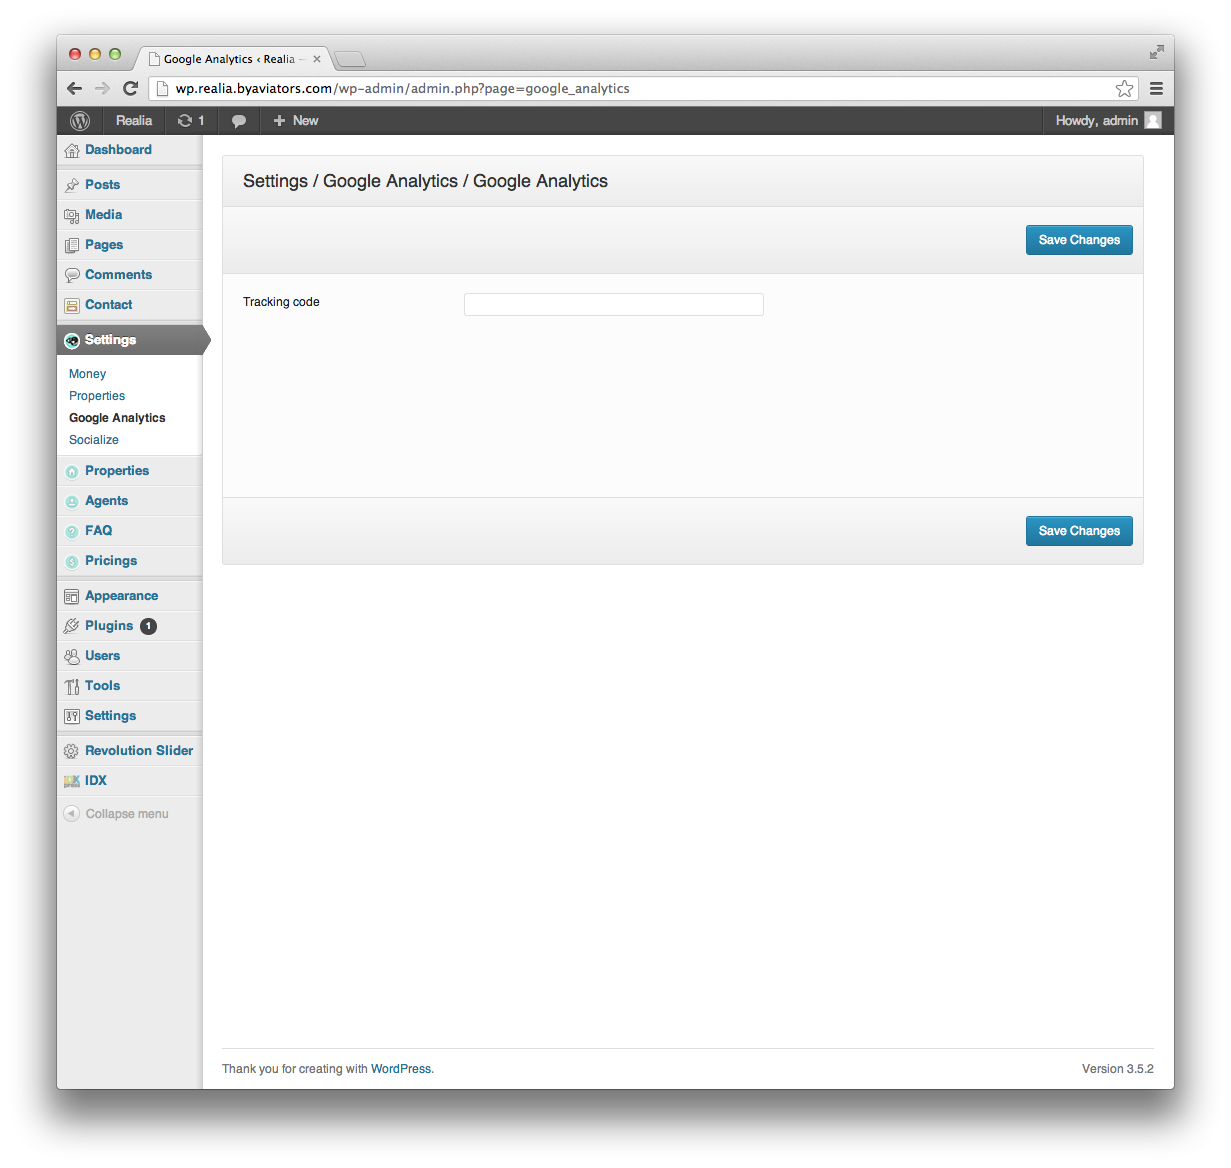 Google Analytics ‹ Realia —
wp.realia.byaviators.com/wp-admin/admin.php?page=google_analytics
Realia 1 New Howdy, admin
Dashboard
Posts
Media
Pages
Comments
Contact
Settings
Money
Properties
Google Analytics
Socialize
Properties
Agents
FAQ
Pricings
Appearance
Plugins 1
Users
Tools
Settings
Revolution Slider
IDX
Collapse menu
Settings / Google Analytics / Google Analytics
Save Changes
Tracking code
Save Changes
Thank you for creating with WordPress.
Version 3.5.2